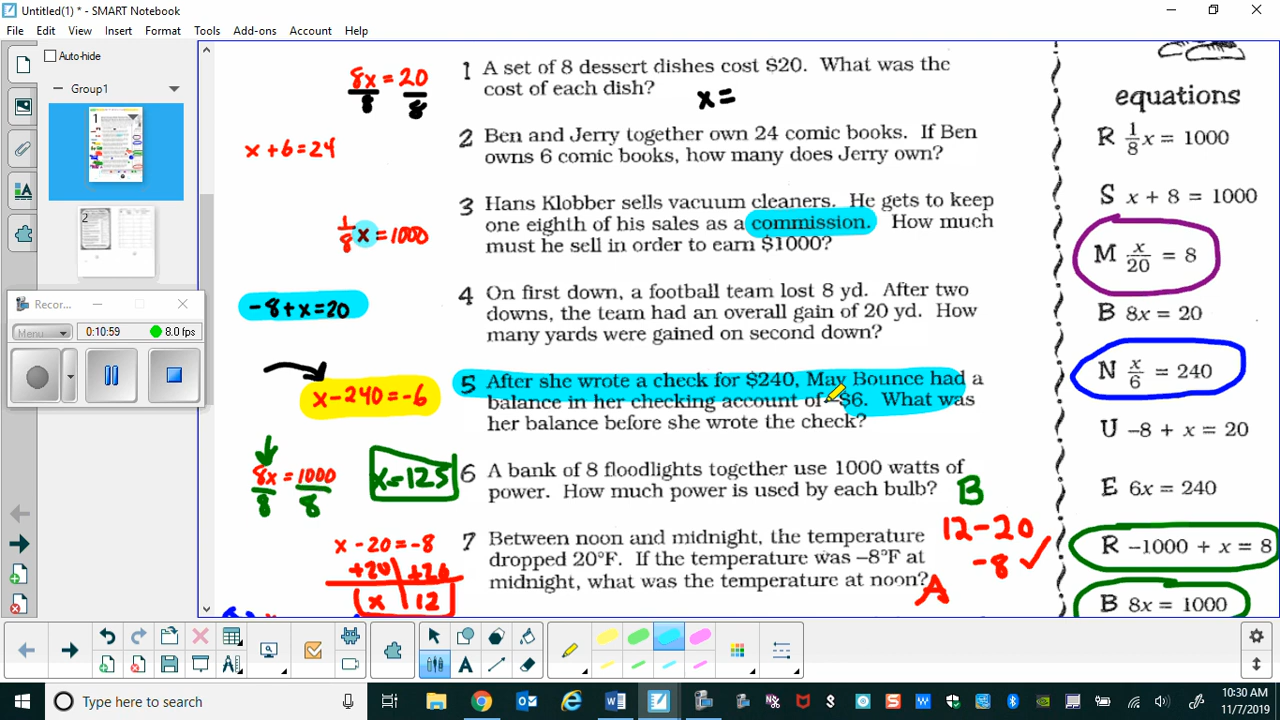 Untitled(1) * - SMART Notebook
File Edit View Insert Format Tools Add-ons Account Help
Auto-hide
Group1
1
2
Recor...
Menu
0:10:59
8.0 fps
8x = 20
8 8
1 A set of 8 dessert dishes cost $20. What was the
cost of each dish?
x =
x + 6 = 24
2 Ben and Jerry together own 24 comic books. If Ben
owns 6 comic books, how many does Jerry own?
1/8 x = 1000
3 Hans Klobber sells vacuum cleaners. He gets to keep
one eighth of his sales as a commission. How much
must he sell in order to earn $1000?
-8 + x = 20
4 On first down, a football team lost 8 yd. After two
downs, the team had an overall gain of 20 yd. How
many yards were gained on second down?
x - 240 = -6
5 After she wrote a check for $240, May Bounce had a
balance in her checking account of -$6. What was
her balance before she wrote the check?
8x = 1000
8 8
x = 125
6 A bank of 8 floodlights together use 1000 watts of
power. How much power is used by each bulb?
B
x - 20 = -8
+20 +20
x 12
7 Between noon and midnight, the temperature
dropped 20°F. If the temperature was -8°F at
midnight, what was the temperature at noon?
A
12 - 20
-8 ✓
equations
R 1/8 x = 1000
S x + 8 = 1000
M x/20 = 8
B 8x = 20
N x/6 = 240
U -8 + x = 20
E 6x = 240
R -1000 + x = 8
B 8x = 1000
Type here to search
10:30 AM
11/7/2019